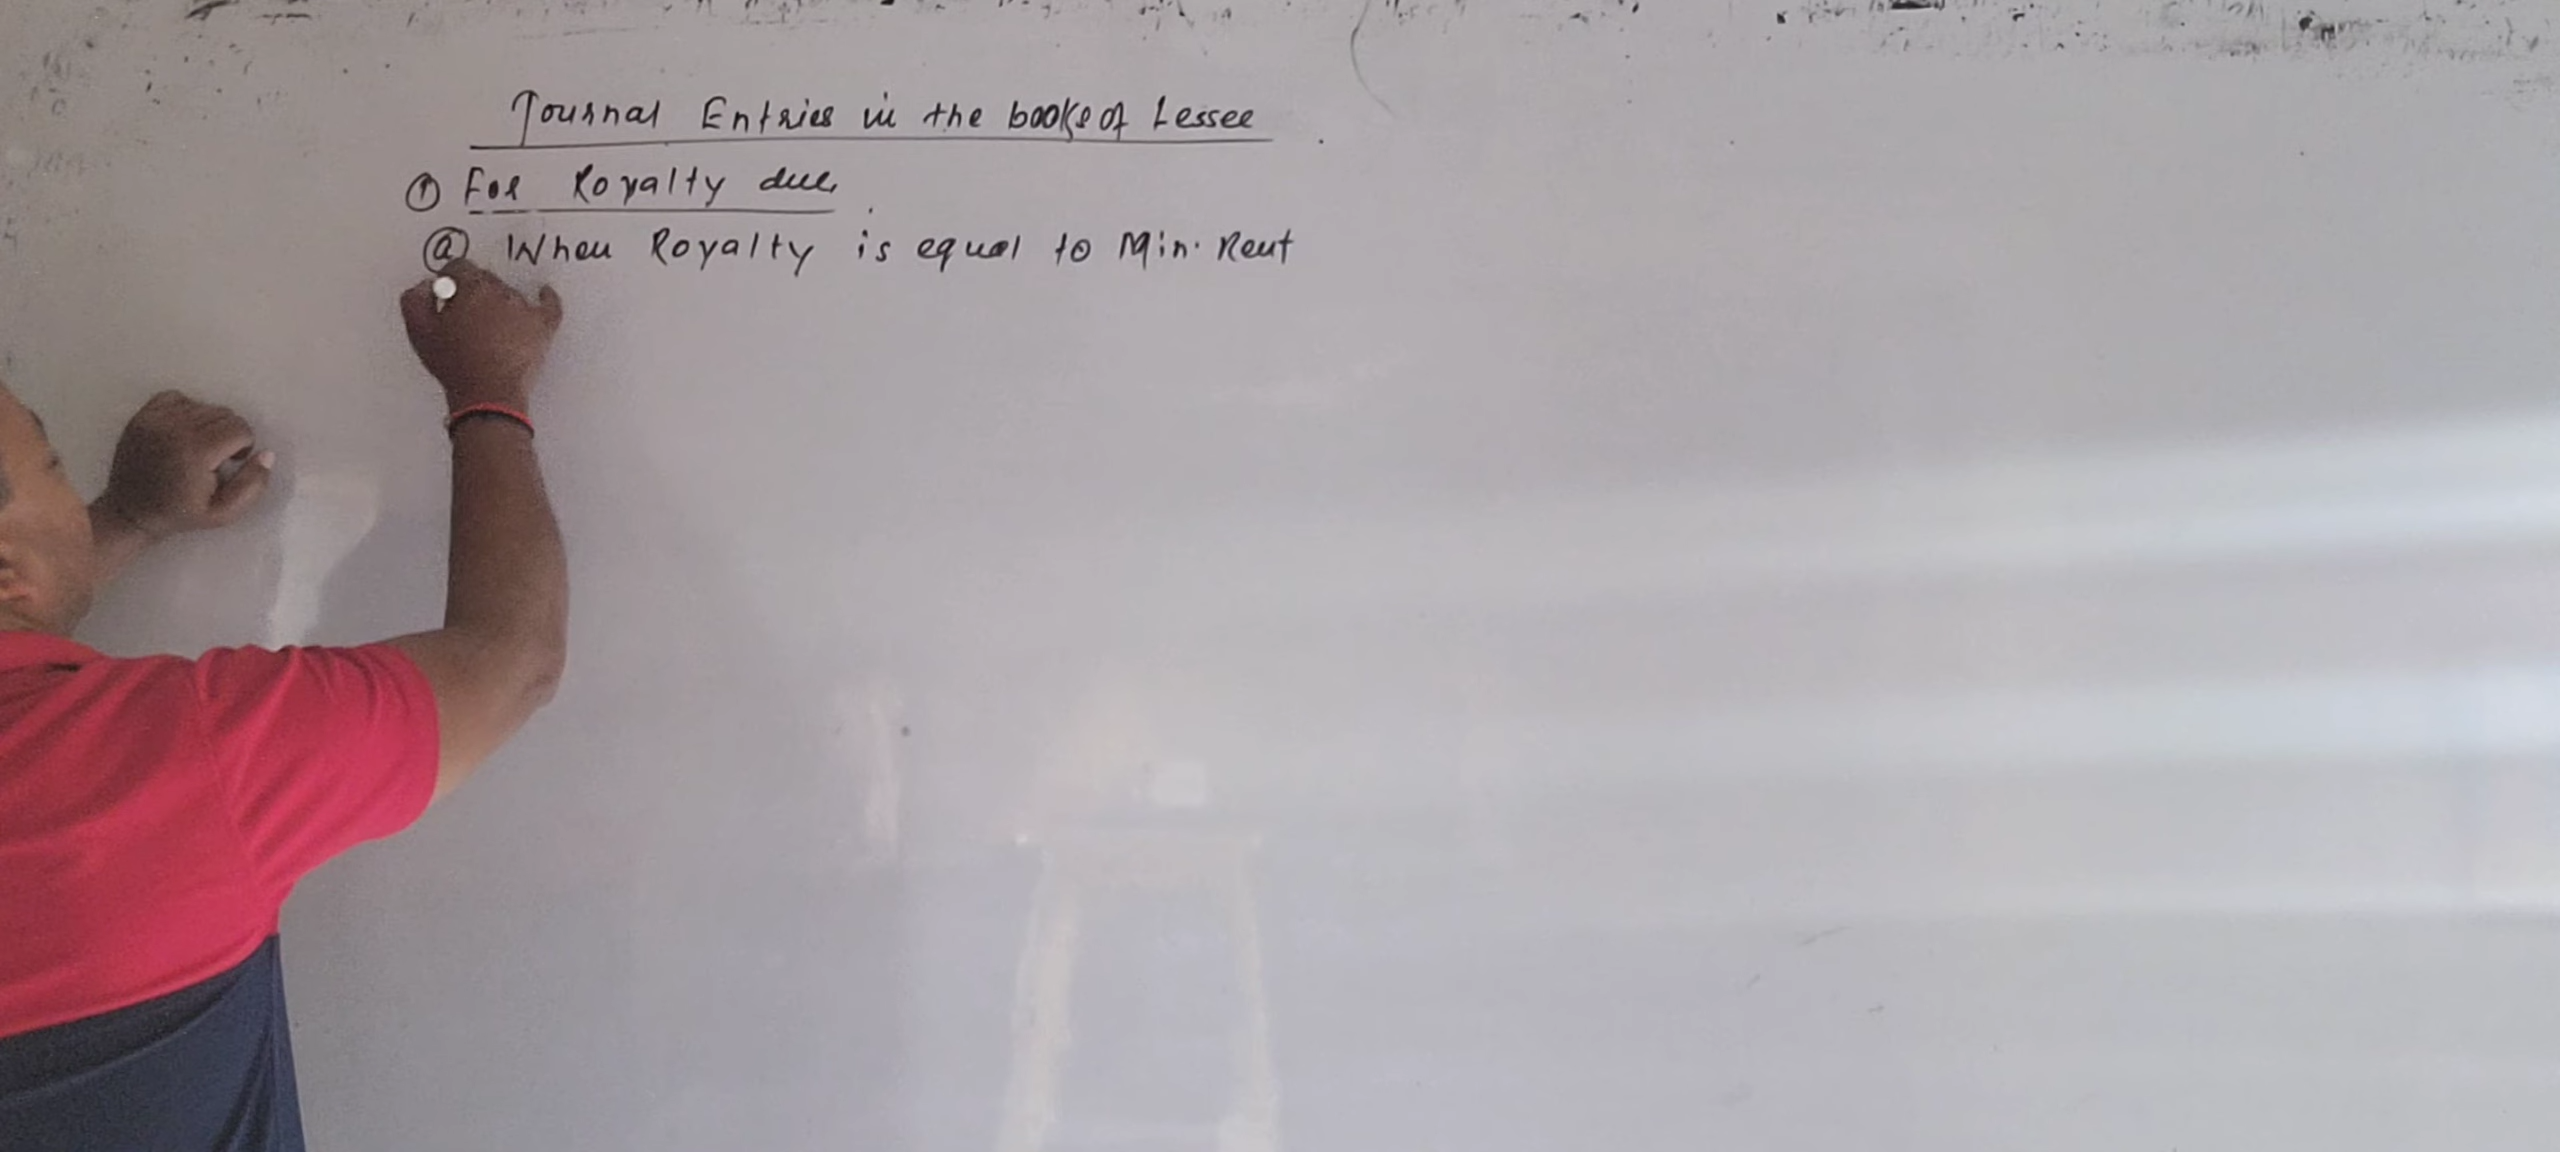 Journal Entries in the books of Lessee
① For Royalty due
ⓐ When Royalty is equal to Min. Rent